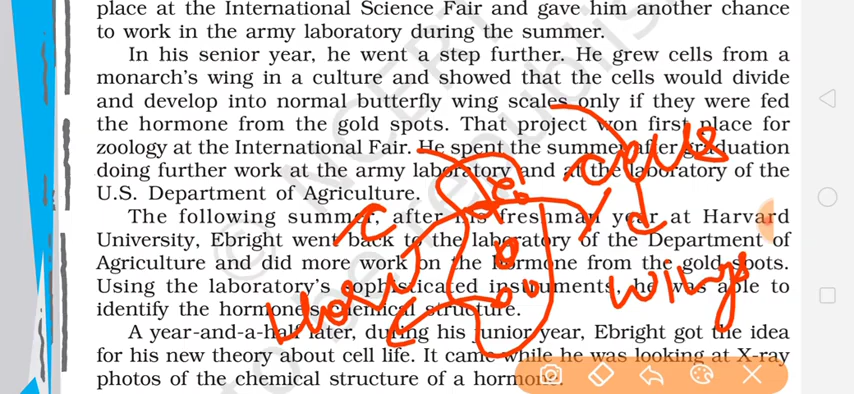 place at the International Science Fair and gave him another chance
to work in the army laboratory during the summer.
In his senior year, he went a step further. He grew cells from a
monarch's wing in a culture and showed that the cells would divide
and develop into normal butterfly wing scales only if they were fed
the hormone from the gold spots. That project won first place for
zoology at the International Fair. He spent the summer after graduation
doing further work at the army laboratory and at the laboratory of the
U.S. Department of Agriculture.
The following summer, after his freshman year at Harvard
University, Ebright went back to the laboratory of the Department of
Agriculture and did more work on the hormone from the gold spots.
Using the laboratory's sophisticated instruments, he was able to
identify the hormone's chemical structure.
A year-and-a-half later, during his junior year, Ebright got the idea
for his new theory about cell life. It came while he was looking at X-ray
photos of the chemical structure of a hormone.
cells
wings